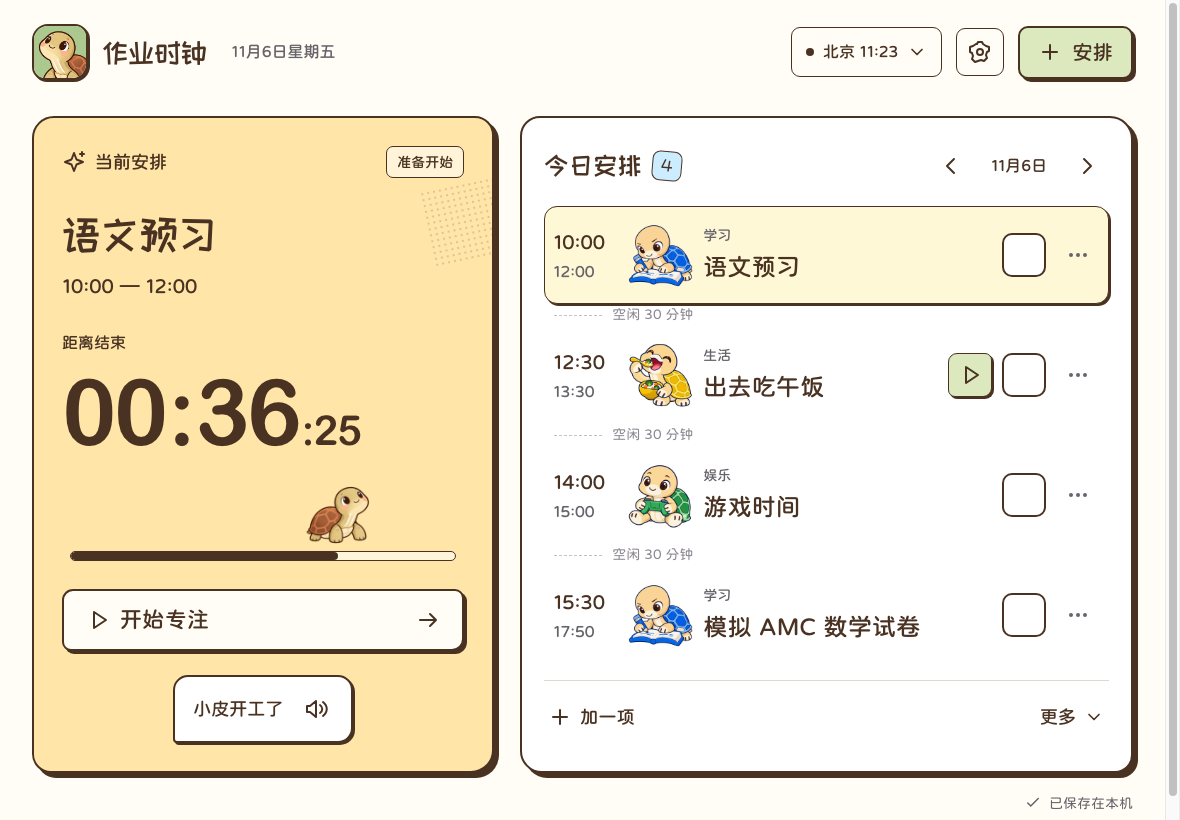 作业时钟
11月6日星期五
北京 11:23
安排
当前安排
准备开始
语文预习
10:00 — 12:00
距离结束
00:36:25
开始专注
小皮开工了
今日安排 4
11月6日
10:00
12:00
学习
语文预习
空闲 30 分钟
12:30
13:30
生活
出去吃午饭
空闲 30 分钟
14:00
15:00
娱乐
游戏时间
空闲 30 分钟
15:30
17:50
学习
模拟 AMC 数学试卷
加一项
更多
已保存在本机